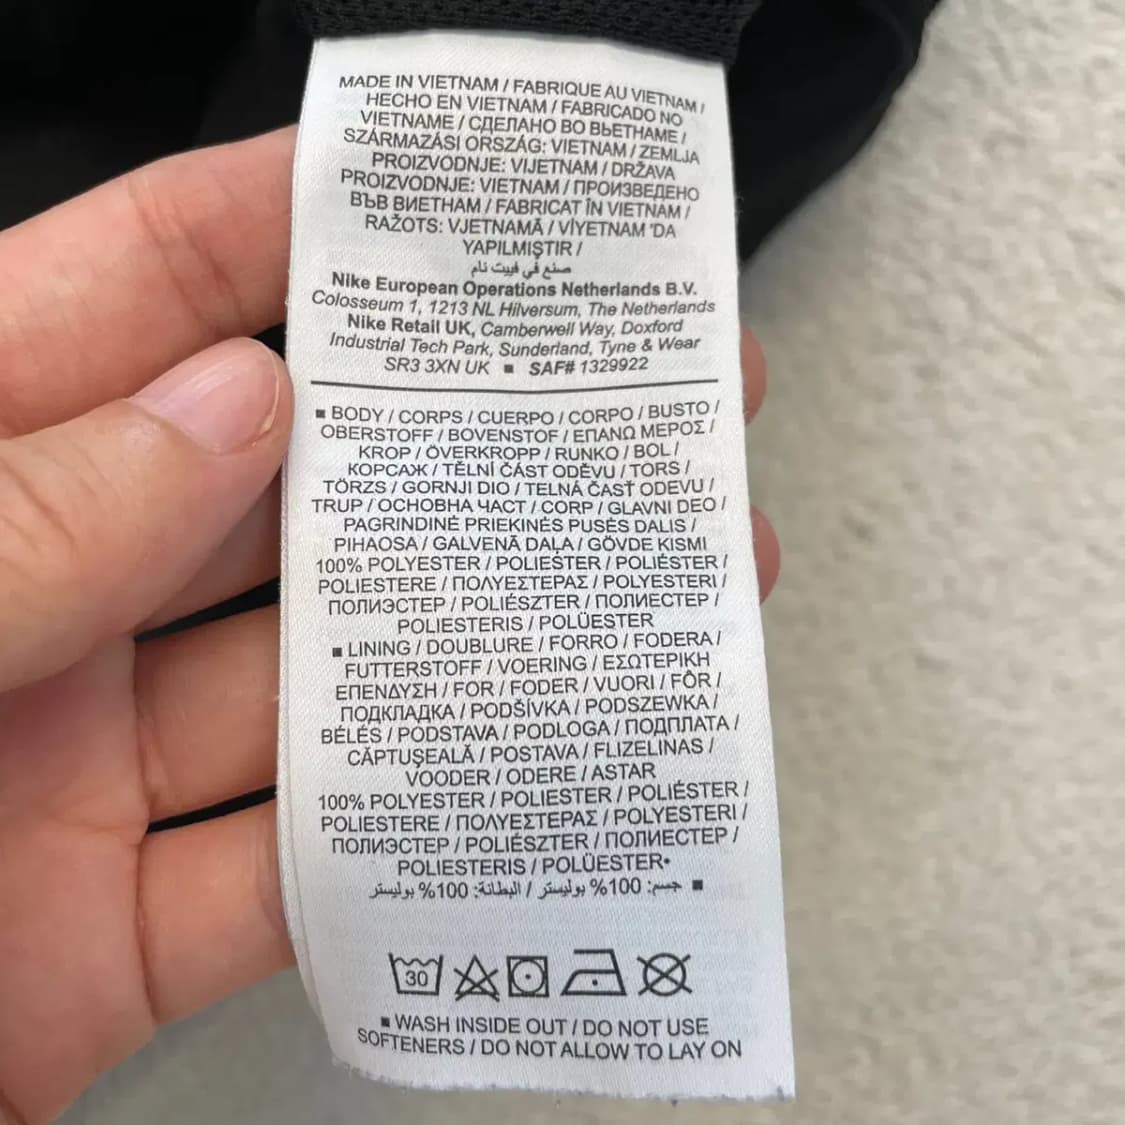 MADE IN VIETNAM / FABRIQUE AU VIETNAM /
HECHO EN VIETNAM / FABRICADO NO
VIETNAME / СДЕЛАНО ВО ВЬЕТНАМЕ /
SZÁRMAZÁSI ORSZÁG: VIETNAM / ZEMLJA
PROIZVODNJE: VIJETNAM / DRŽAVA
PROIZVODNJE: VIETNAM / ПРОИЗВЕДЕНО
ВЪВ ВИЕТНАМ / FABRICAT ÎN VIETNAM /
RAŽOTS: VJETNAMĀ / VİYETNAM 'DA
YAPILMIŞTIR /
صنع في فييت نام
Nike European Operations Netherlands B.V.
Colosseum 1, 1213 NL Hilversum, The Netherlands
Nike Retail UK, Camberwell Way, Doxford
Industrial Tech Park, Sunderland, Tyne & Wear
SR3 3XN UK ■ SAF# 1329922
■ BODY / CORPS / CUERPO / CORPO / BUSTO /
OBERSTOFF / BOVENSTOF / ΕΠΑΝΩ ΜΕΡΟΣ /
KROP / ÖVERKROPP / RUNKO / BOL /
КОРСАЖ / TĚLNÍ ČÁST ODĚVU / TORS /
TÖRZS / GORNJI DIO / TELNÁ ČASŤ ODEVU /
TRUP / ОСНОВНА ЧАСТ / CORP / GLAVNI DEO /
PAGRINDINĖ PRIEKINĖS PUSĖS DALIS /
PIHAOSA / GALVENĀ DAĻA / GÖVDE KISMI
100% POLYESTER / POLIESTER / POLIÉSTER /
POLIESTERE / ΠΟΛΥΕΣΤΕΡΑΣ / POLYESTERI /
ПОЛИЭСТЕР / POLIÉSZTER / ПОЛИЕСТЕР /
POLIESTERIS / POLÜESTER
■ LINING / DOUBLURE / FORRO / FODERA /
FUTTERSTOFF / VOERING / ΕΣΩΤΕΡΙΚΗ
ΕΠΕΝΔΥΣΗ / FOR / FODER / VUORI / FÔR /
ПОДКЛАДКА / PODŠÍVKA / PODSZEWKA /
BÉLÉS / PODSTAVA / PODLOGA / ПОДПЛАТА /
CĂPTUŞEALĂ / POSTAVA / FLIZELINAS /
VOODER / ODERE / ASTAR
100% POLYESTER / POLIESTER / POLIÉSTER /
POLIESTERE / ΠΟΛΥΕΣΤΕΡΑΣ / POLYESTERI /
ПОЛИЭСТЕР / POLIÉSZTER / ПОЛИЕСТЕР /
POLIESTERIS / POLÜESTER•
■ جسم: 100% بوليستر / البطانة: 100% بوليستر
30
■ WASH INSIDE OUT / DO NOT USE
SOFTENERS / DO NOT ALLOW TO LAY ON